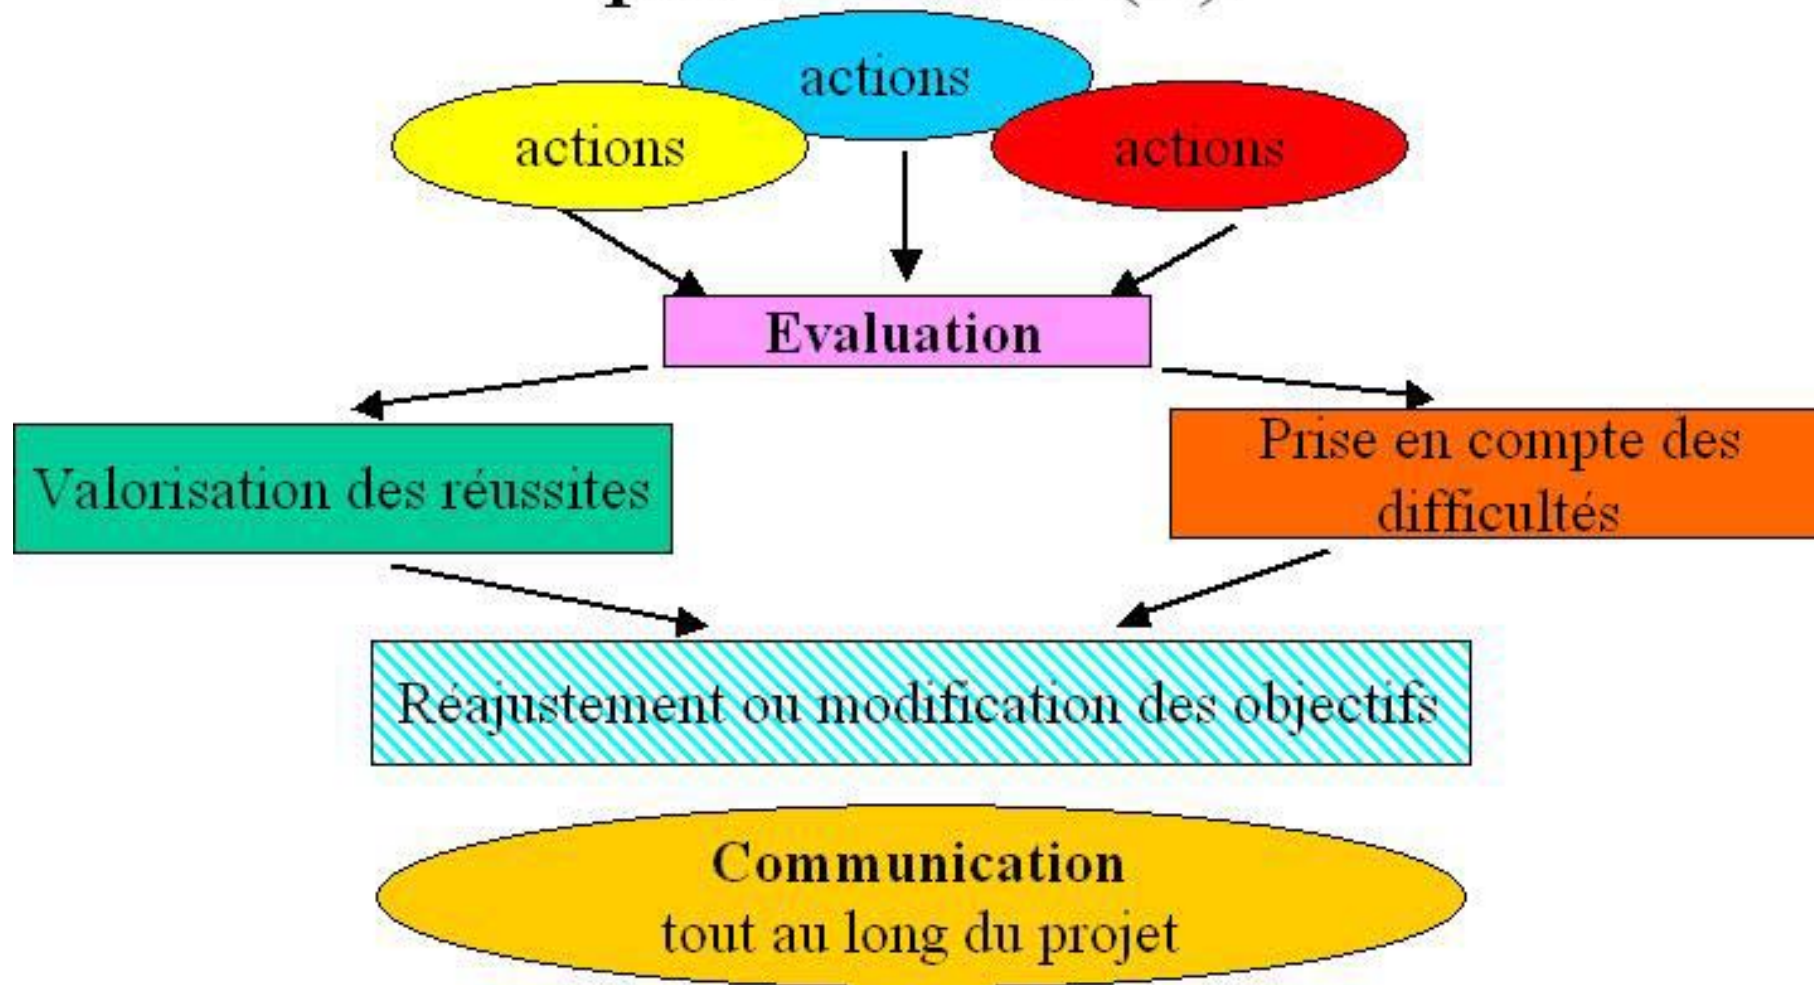 actions
actions
actions
Evaluation
Valorisation des réussites
Prise en compte des
difficultés
Réajustement ou modification des objectifs
Communication
tout au long du projet